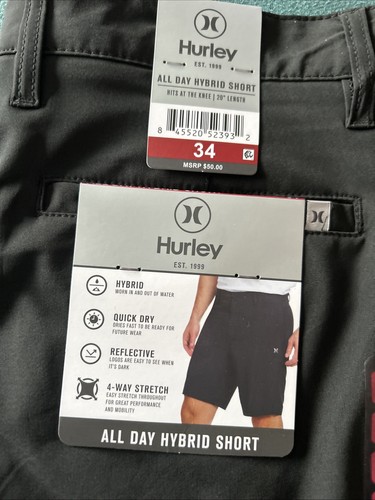 Hurley
EST. 1999
ALL DAY HYBRID SHORT
HITS AT THE KNEE | 20" LENGTH
8 45520 52393 2
34
MSRP $50.00
Hurley
EST. 1999
HYBRID
WORN IN AND OUT OF WATER
QUICK DRY
DRIES FAST TO BE READY FOR
FUTURE WEAR
REFLECTIVE
LOGOS ARE EASY TO SEE WHEN
IT'S DARK
4-WAY STRETCH
EASY STRETCH THROUGHOUT
FOR GREAT PERFORMANCE
AND MOBILITY
ALL DAY HYBRID SHORT